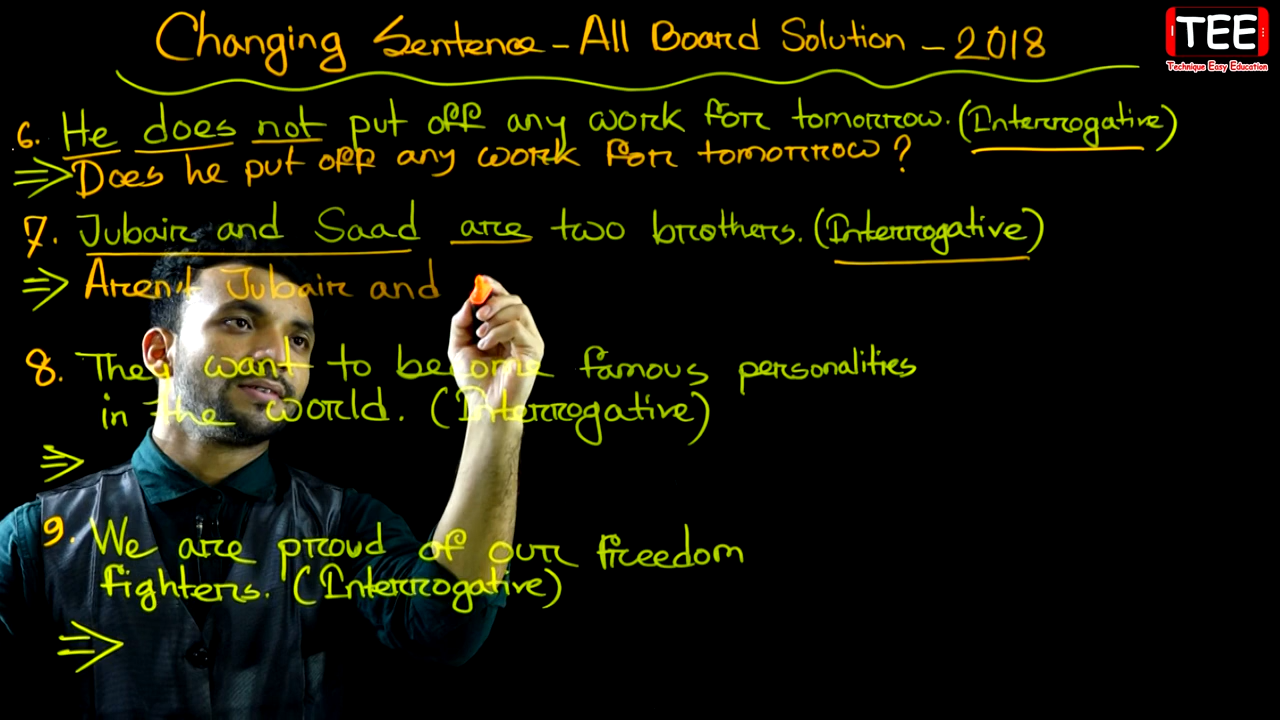 Changing Sentence - All Board Solution - 2018
TEE
Technique Easy Education
6. He does not put off any work for tomorrow. (Interrogative)
⇒ Does he put off any work for tomorrow?
7. Jubair and Saad are two brothers. (Interrogative)
⇒ Aren't Jubair and
8. They want to become famous personalities
in the world. (Interrogative)
⇒
9. We are proud of our freedom
fighters. (Interrogative)
⇒